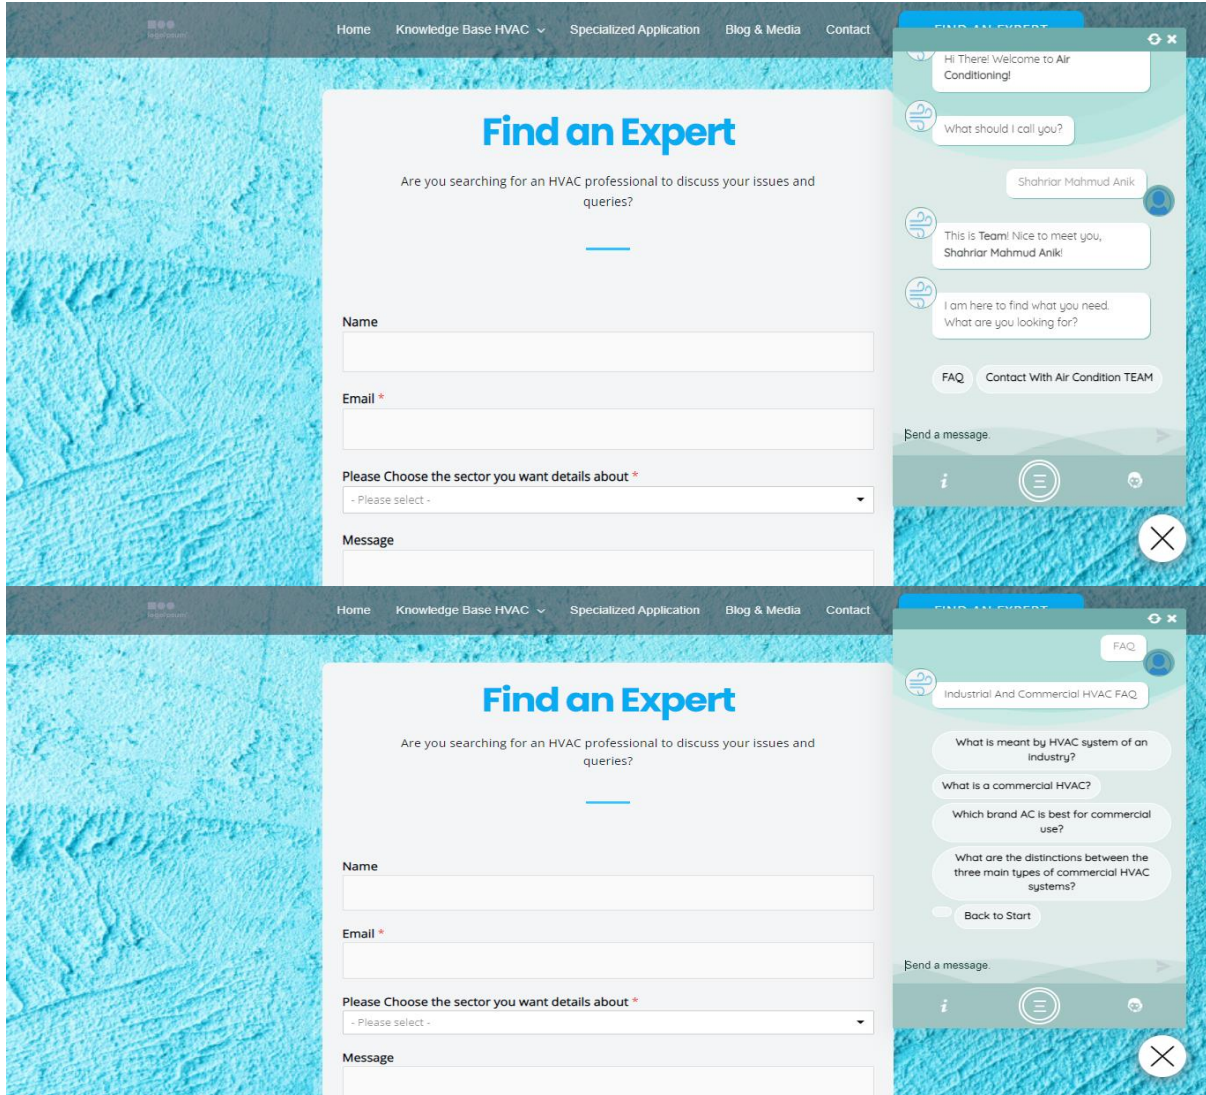 Home Knowledge Base HVAC Specialized Application Blog & Media Contact FIND AN EXPERT
Find an Expert
Are you searching for an HVAC professional to discuss your issues and
queries?
Name
Email *
Please Choose the sector you want details about *
- Please select -
Message
Hi There! Welcome to Air
Conditioning!
What should I call you?
Shahriar Mahmud Anik
This is Team! Nice to meet you,
Shahriar Mahmud Anik!
I am here to find what you need.
What are you looking for?
FAQ Contact With Air Condition TEAM
Send a message.
Home Knowledge Base HVAC Specialized Application Blog & Media Contact FIND AN EXPERT
Find an Expert
Are you searching for an HVAC professional to discuss your issues and
queries?
Name
Email *
Please Choose the sector you want details about *
- Please select -
Message
FAQ
Industrial And Commercial HVAC FAQ
What is meant by HVAC system of an
Industry?
What is a commercial HVAC?
Which brand AC is best for commercial
use?
What are the distinctions between the
three main types of commercial HVAC
systems?
Back to Start
Send a message.